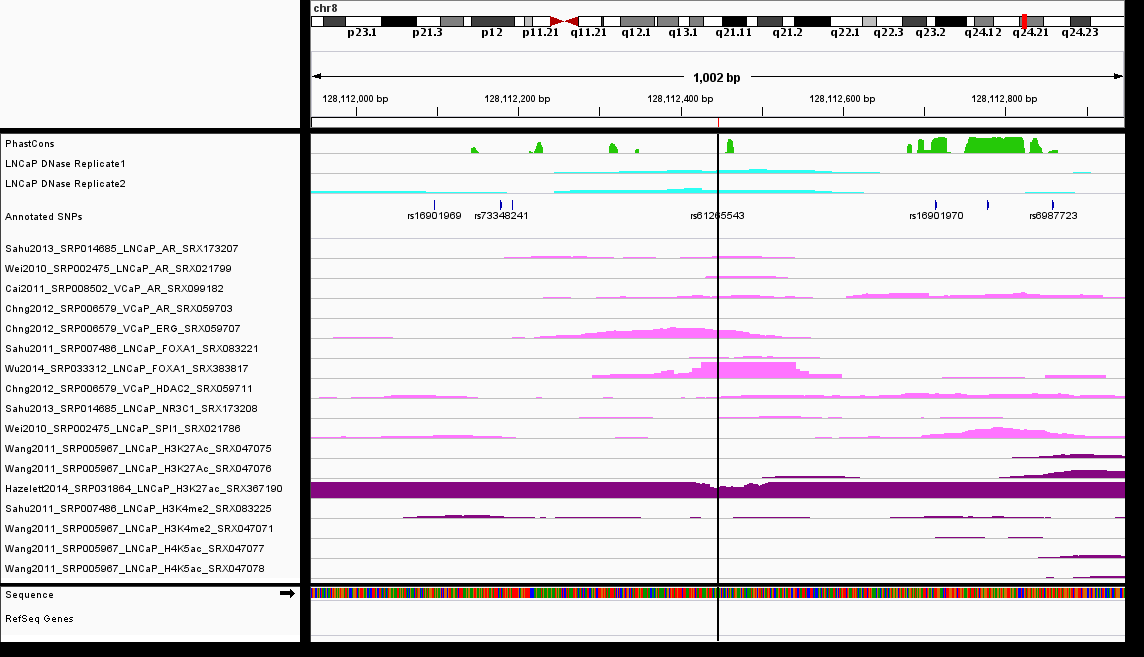 chr8
p23.1 p21.3 p12 p11.21 q11.21 q12.1 q13.1 q21.11 q21.2 q22.1 q22.3 q23.2 q24.12 q24.21 q24.23
1,002 bp
128,112,000 bp 128,112,200 bp 128,112,400 bp 128,112,600 bp 128,112,800 bp
PhastCons
LNCaP DNase Replicate1
LNCaP DNase Replicate2
Annotated SNPs
rs16901969 rs73348241 rs61265543 rs16901970 rs6987723
Sahu2013_SRP014685_LNCaP_AR_SRX173207
Wei2010_SRP002475_LNCaP_AR_SRX021799
Cai2011_SRP008502_VCaP_AR_SRX099182
Chng2012_SRP006579_VCaP_AR_SRX059703
Chng2012_SRP006579_VCaP_ERG_SRX059707
Sahu2011_SRP007486_LNCaP_FOXA1_SRX083221
Wu2014_SRP033312_LNCaP_FOXA1_SRX383817
Chng2012_SRP006579_VCaP_HDAC2_SRX059711
Sahu2013_SRP014685_LNCaP_NR3C1_SRX173208
Wei2010_SRP002475_LNCaP_SPI1_SRX021786
Wang2011_SRP005967_LNCaP_H3K27Ac_SRX047075
Wang2011_SRP005967_LNCaP_H3K27Ac_SRX047076
Hazelett2014_SRP031864_LNCaP_H3K27ac_SRX367190
Sahu2011_SRP007486_LNCaP_H3K4me2_SRX083225
Wang2011_SRP005967_LNCaP_H3K4me2_SRX047071
Wang2011_SRP005967_LNCaP_H4K5ac_SRX047077
Wang2011_SRP005967_LNCaP_H4K5ac_SRX047078
Sequence
RefSeq Genes